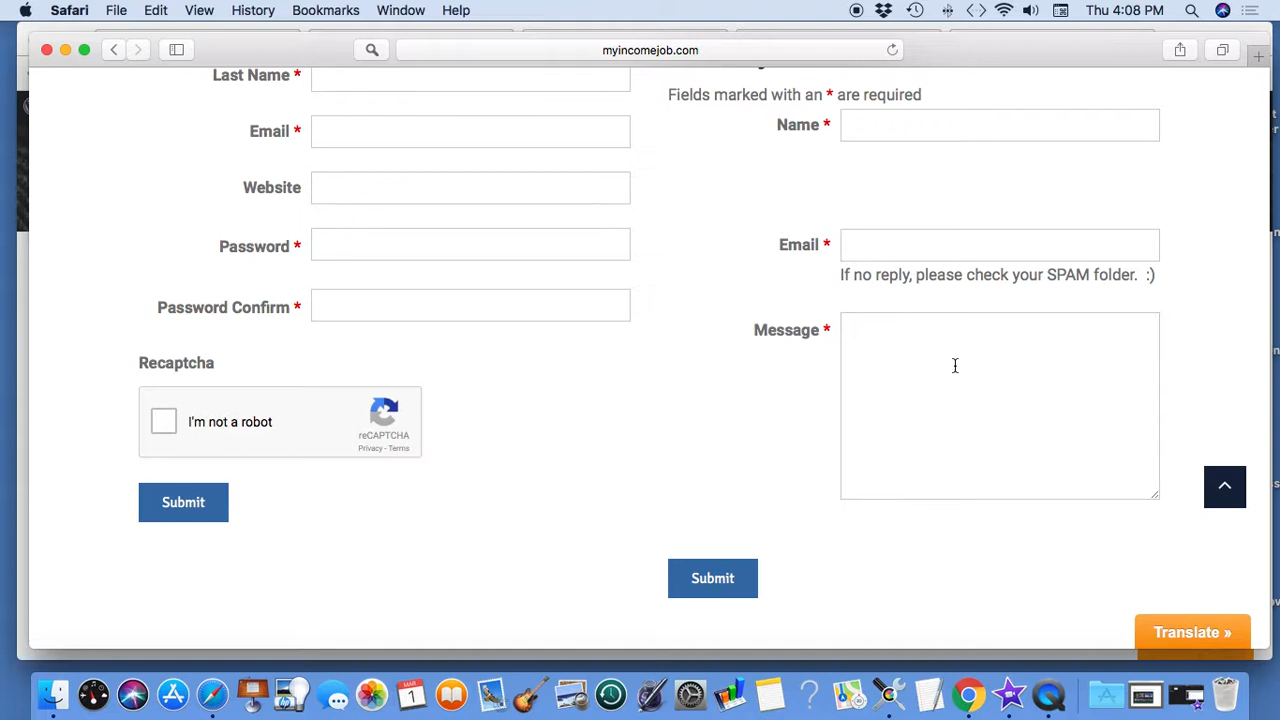 Safari File Edit View History Bookmarks Window Help Thu 4:08 PM
myincomejob.com
Last Name *
Email *
Website
Password *
Password Confirm *
Recaptcha
I'm not a robot
reCAPTCHA
Privacy - Terms
Submit
Fields marked with an * are required
Name *
Email *
If no reply, please check your SPAM folder. :)
Message *
Submit
Translate »
MAR
1